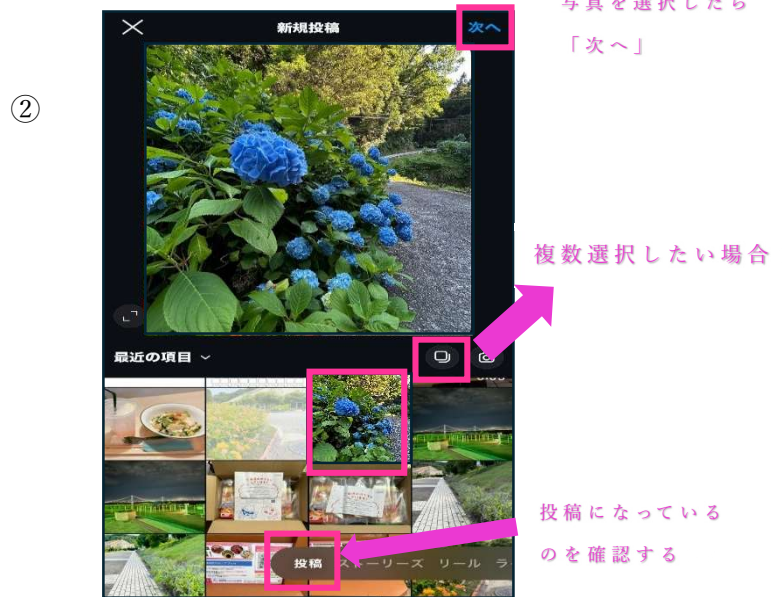 写真を選択したら
「次へ」
②
新規投稿
次へ
複数選択したい場合
最近の項目
投稿になっている
のを確認する
投稿 ストーリーズ リール ラ